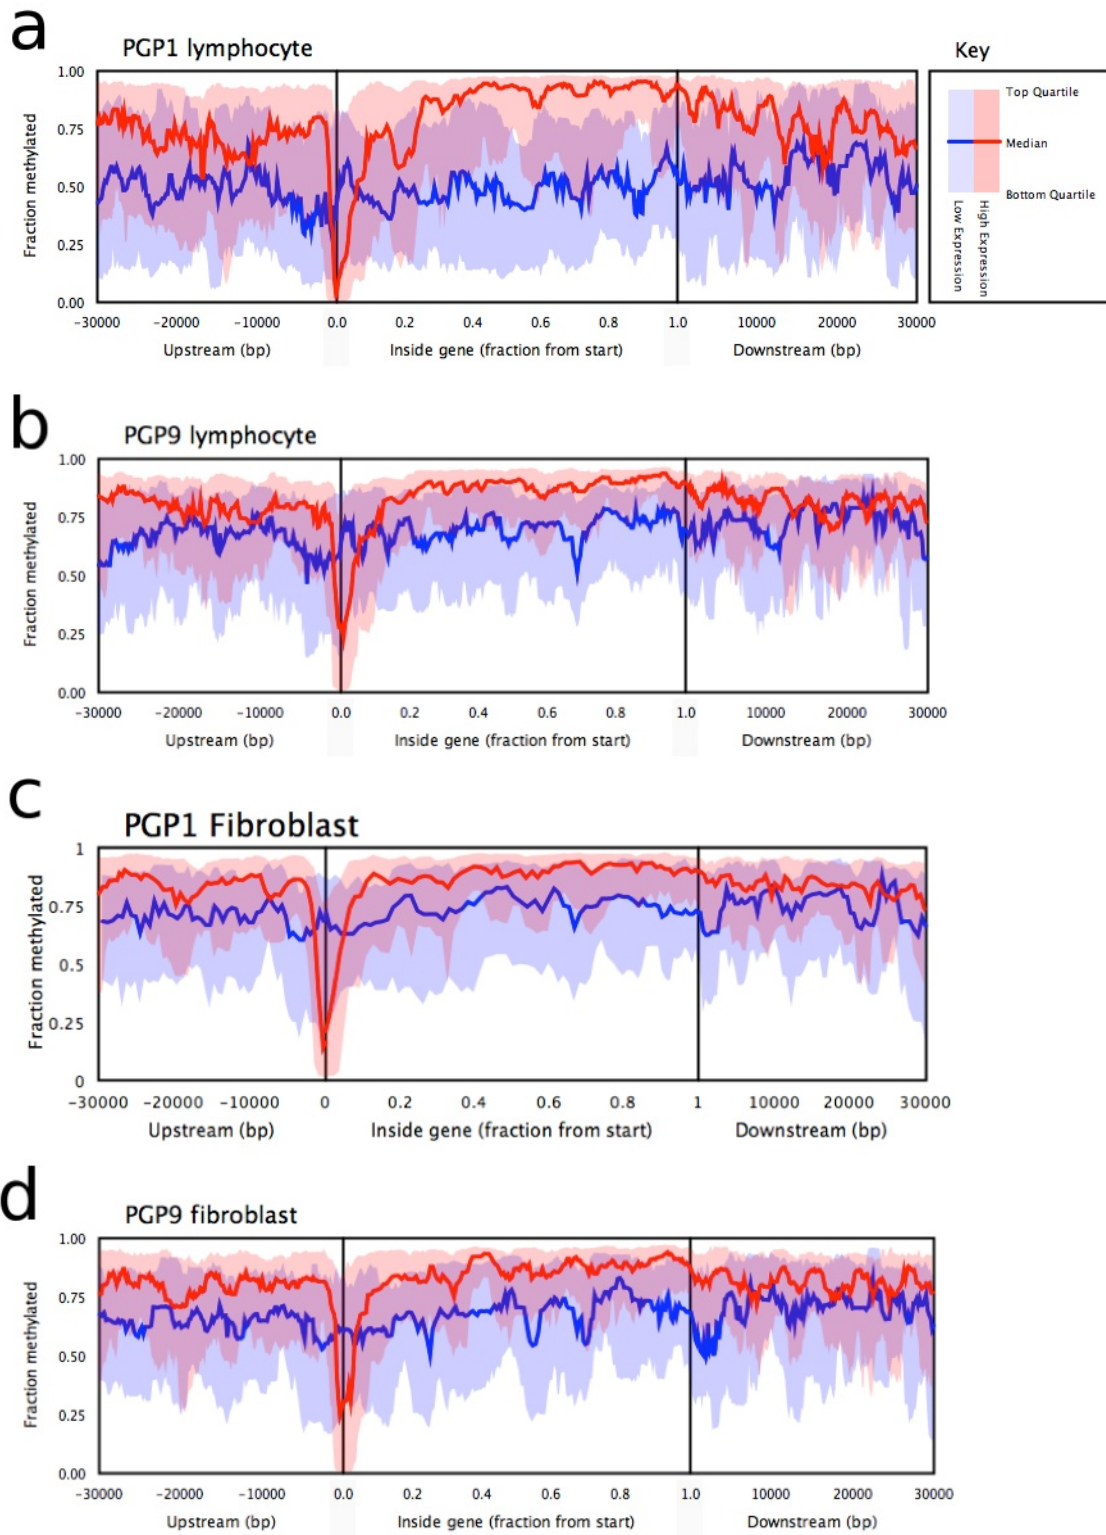 a
PGP1 lymphocyte
Key
1.00
0.75
0.50
0.25
0.00
Fraction methylated
-30000 -20000 -10000 0.0 0.2 0.4 0.6 0.8 1.0 10000 20000 30000
Upstream (bp) Inside gene (fraction from start) Downstream (bp)
Top Quartile
Median
Bottom Quartile
Low Expression
High Expression
b
PGP9 lymphocyte
1.00
0.75
0.50
0.25
0.00
Fraction methylated
-30000 -20000 -10000 0.0 0.2 0.4 0.6 0.8 1.0 10000 20000 30000
Upstream (bp) Inside gene (fraction from start) Downstream (bp)
c
PGP1 Fibroblast
1
0.75
0.5
0.25
0
Fraction methylated
-30000 -20000 -10000 0 0.2 0.4 0.6 0.8 1 10000 20000 30000
Upstream (bp) Inside gene (fraction from start) Downstream (bp)
d
PGP9 fibroblast
1.00
0.75
0.50
0.25
0.00
Fraction methylated
-30000 -20000 -10000 0.0 0.2 0.4 0.6 0.8 1.0 10000 20000 30000
Upstream (bp) Inside gene (fraction from start) Downstream (bp)